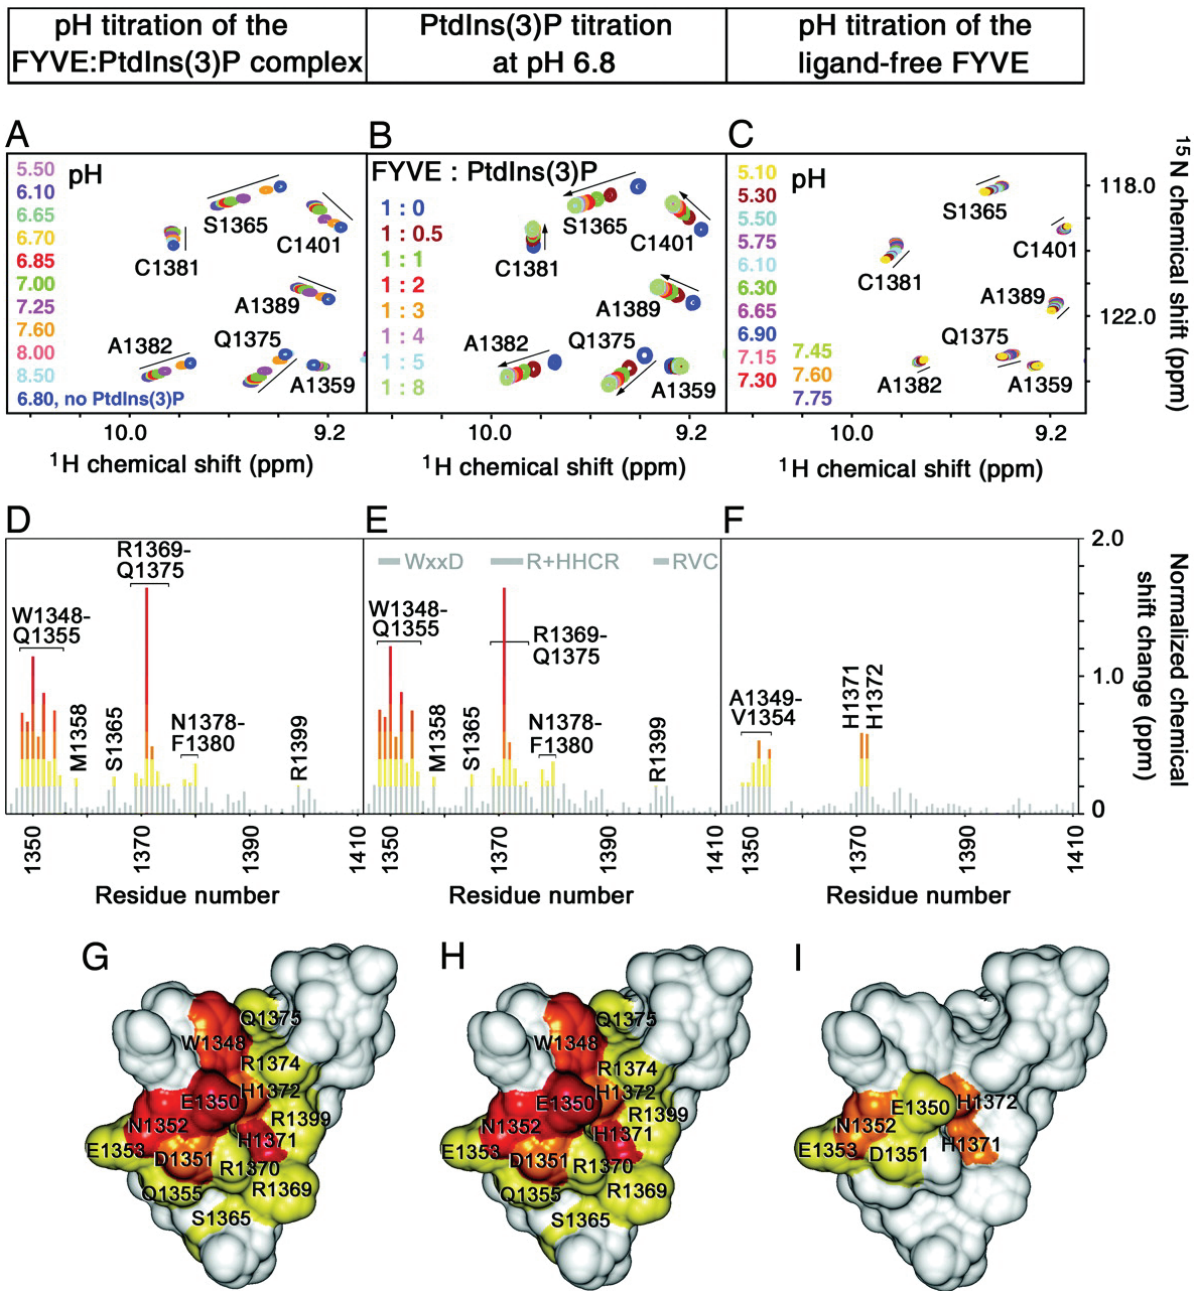 pH titration of the
FYVE:PtdIns(3)P complex
PtdIns(3)P titration
at pH 6.8
pH titration of the
ligand-free FYVE
A
pH
5.50
6.10
6.65
6.70
6.85
7.00
7.25
7.60
8.00
8.50
6.80, no PtdIns(3)P
S1365
C1401
C1381
A1389
A1382
Q1375
A1359
10.0
9.2
1H chemical shift (ppm)
B
FYVE : PtdIns(3)P
1 : 0
1 : 0.5
1 : 1
1 : 2
1 : 3
1 : 4
1 : 5
1 : 8
S1365
C1401
C1381
A1389
Q1375
A1382
A1359
10.0
9.2
1H chemical shift (ppm)
C
pH
5.10
5.30
5.50
5.75
6.10
6.30
6.65
6.90
7.15
7.30
7.45
7.60
7.75
S1365
C1401
C1381
A1389
Q1375
A1382
A1359
10.0
9.2
1H chemical shift (ppm)
118.0
122.0
15N chemical shift (ppm)
D
R1369-
Q1375
W1348-
Q1355
M1358
S1365
N1378-
F1380
R1399
1350
1370
1390
1410
Residue number
E
WxxD
R+HHCR
RVC
W1348-
Q1355
R1369-
Q1375
M1358
S1365
N1378-
F1380
R1399
1350
1370
1390
1410
Residue number
F
A1349-
V1354
H1371
H1372
1350
1370
1390
1410
Residue number
2.0
1.0
0
Normalized chemical
shift change (ppm)
G
Q1375
W1348
R1374
H1372
E1350
R1399
N1352
H1371
E1353
D1351
R1370
Q1355
R1369
S1365
H
Q1375
W1348
R1374
H1372
E1350
R1399
N1352
H1371
E1353
D1351
R1370
Q1355
R1369
S1365
I
E1350
H1372
N1352
H1371
E1353
D1351